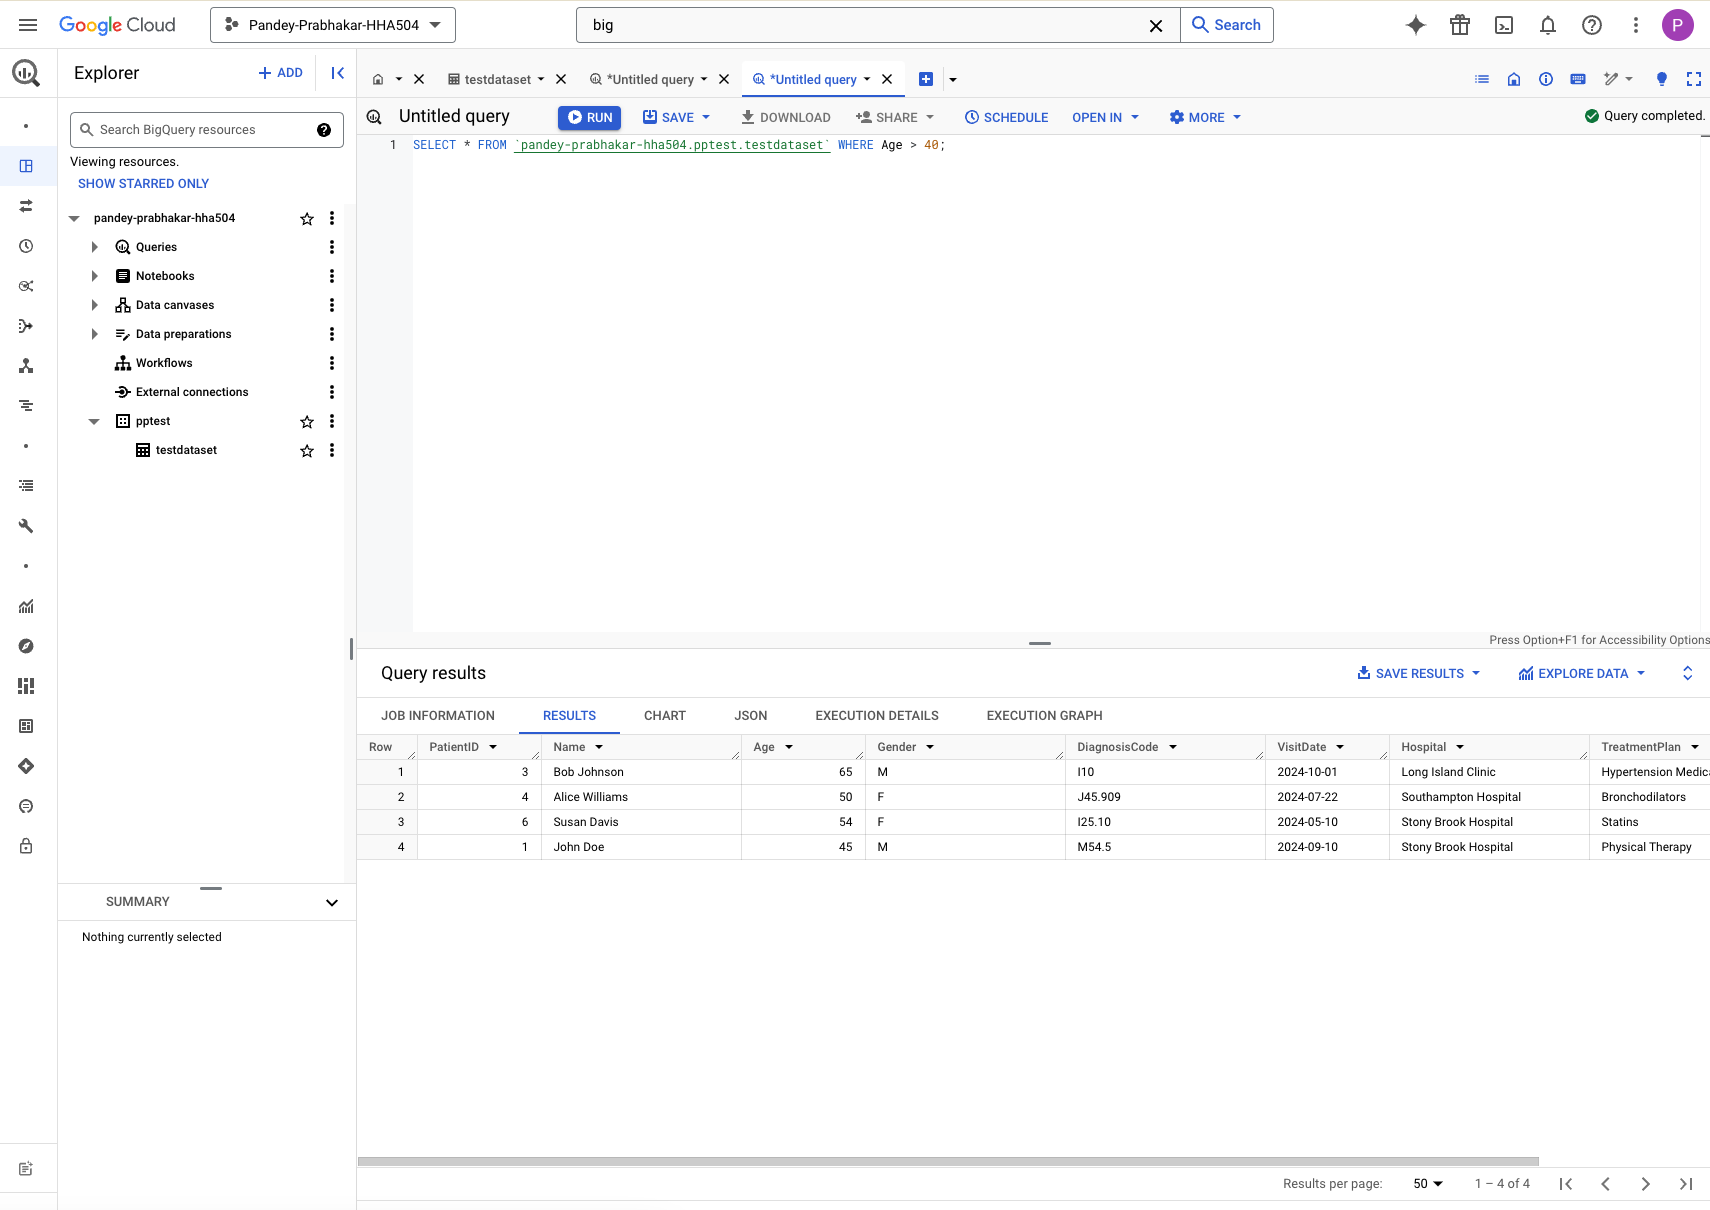 Google Cloud
Pandey-Prabhakar-HHA504
big
Search
P
Explorer
ADD
testdataset
*Untitled query
*Untitled query
Search BigQuery resources
Viewing resources.
SHOW STARRED ONLY
pandey-prabhakar-hha504
Queries
Notebooks
Data canvases
Data preparations
Workflows
External connections
pptest
testdataset
SUMMARY
Nothing currently selected
Untitled query
RUN
SAVE
DOWNLOAD
SHARE
SCHEDULE
OPEN IN
MORE
Query completed.
1 SELECT * FROM `pandey-prabhakar-hha504.pptest.testdataset` WHERE Age > 40;
Press Option+F1 for Accessibility Options
Query results
SAVE RESULTS
EXPLORE DATA
JOB INFORMATION RESULTS CHART JSON EXECUTION DETAILS EXECUTION GRAPH
Row PatientID Name Age Gender DiagnosisCode VisitDate Hospital TreatmentPlan
1 3 Bob Johnson 65 M I10 2024-10-01 Long Island Clinic Hypertension Medica
2 4 Alice Williams 50 F J45.909 2024-07-22 Southampton Hospital Bronchodilators
3 6 Susan Davis 54 F I25.10 2024-05-10 Stony Brook Hospital Statins
4 1 John Doe 45 M M54.5 2024-09-10 Stony Brook Hospital Physical Therapy
Results per page: 50 1 – 4 of 4